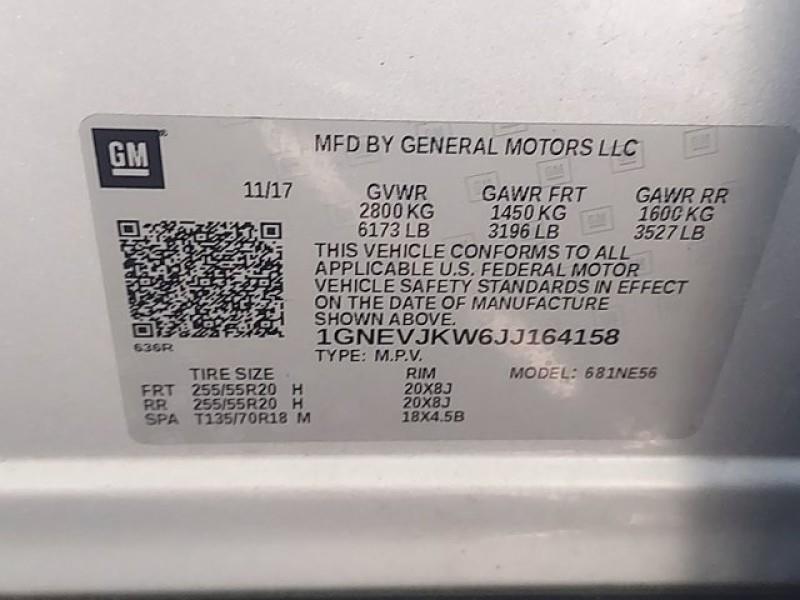 GM
MFD BY GENERAL MOTORS LLC
11/17 GVWR GAWR FRT GAWR RR
2800 KG 1450 KG 1600 KG
6173 LB 3196 LB 3527 LB
THIS VEHICLE CONFORMS TO ALL
APPLICABLE U.S. FEDERAL MOTOR
VEHICLE SAFETY STANDARDS IN EFFECT
ON THE DATE OF MANUFACTURE
SHOWN ABOVE.
636R
1GNEVJKW6JJ164158
TYPE: M.P.V.
TIRE SIZE RIM MODEL: 681NE56
FRT 255/55R20 H 20X8J
RR 255/55R20 H 20X8J
SPA T135/70R18 M 18X4.5B